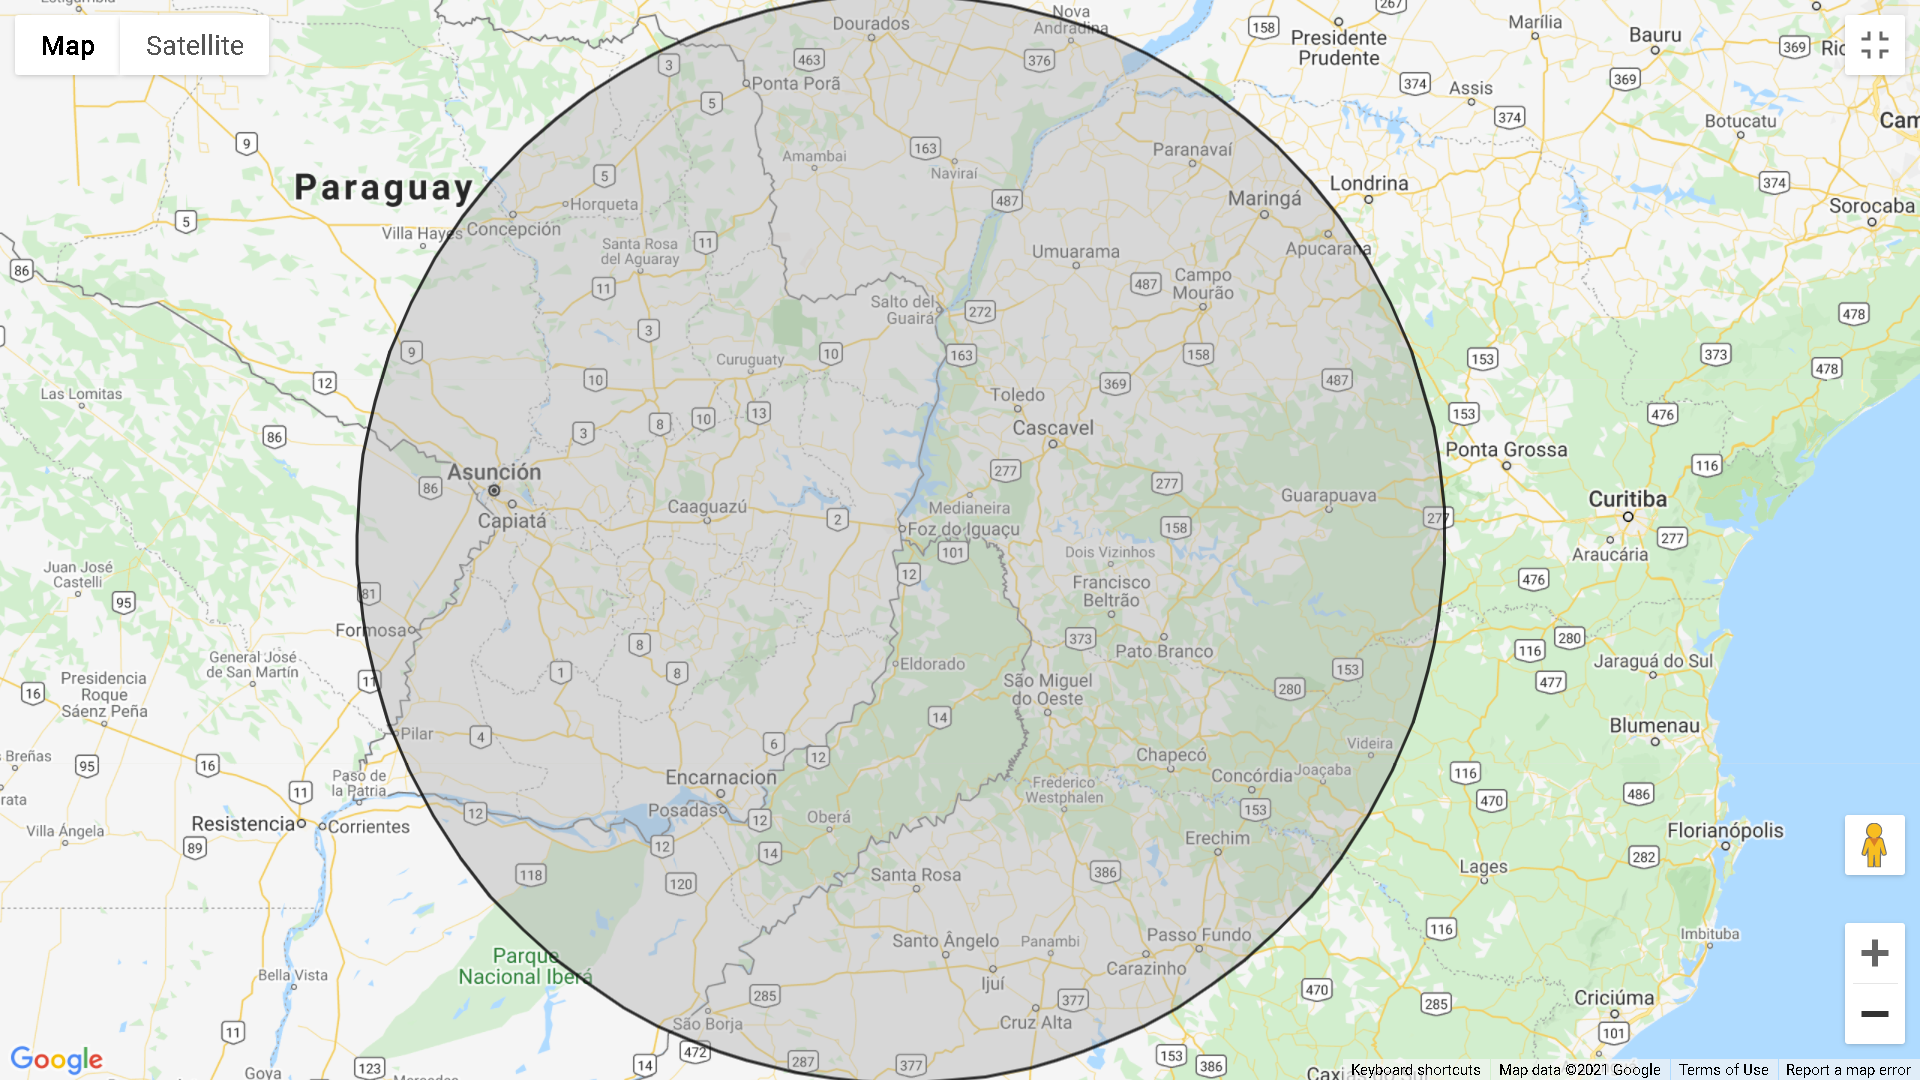 Map
Satellite
Dourados
Nova
Andradina
158
Presidente
Prudente
267
Marília
Bauru
369
3
463
376
Ponta Porã
5
374
Assis
369
374
Botucatu
9
163
Amambai
Naviraí
Paranavaí
Paraguay
5
Horqueta
487
Maringá
Londrina
374
Sorocaba
5
Villa Hayes
Concepción
Santa Rosa
del Aguaray
11
Umuarama
Apucarana
86
11
Campo
Mourão
487
Salto del
Guairá
272
478
3
9
Curuguaty
10
163
158
153
373
478
12
10
Las Lomitas
Toledo
369
487
13
10
8
3
153
476
86
Cascavel
Ponta Grossa
116
Asunción
86
277
277
Guarapuava
Curitiba
Capiatá
Caaguazú
2
Medianeira
Foz do Iguaçu
158
277
277
Araucária
101
Dois Vizinhos
Juan José
Castelli
12
Francisco
Beltrão
476
95
81
Formosa
8
373
280
Pato Branco
116
Jaraguá do Sul
General José
de San Martín
Eldorado
1
8
153
11
São Miguel
do Oeste
280
477
Presidencia
Roque
Sáenz Peña
16
14
Blumenau
Pilar
4
6
12
Videira
Chapecó
Breñas
95
16
Paso de
la Patria
Encarnacion
Concórdia
Joaçaba
116
Frederico
Westphalen
11
470
486
12
Posadas
12
Oberá
153
Resistencia
Corrientes
Villa Ángela
Florianópolis
89
12
14
Erechim
282
Lages
118
120
Santa Rosa
386
116
Passo Fundo
Imbituba
Santo Ângelo
Panambi
Parque
Nacional Iberá
Carazinho
Bella Vista
Ijuí
470
285
Criciúma
285
377
São Borja
Cruz Alta
11
101
472
14
287
377
153
386
123
Goya
Google
Keyboard shortcuts
Map data ©2021 Google
Terms of Use
Report a map error